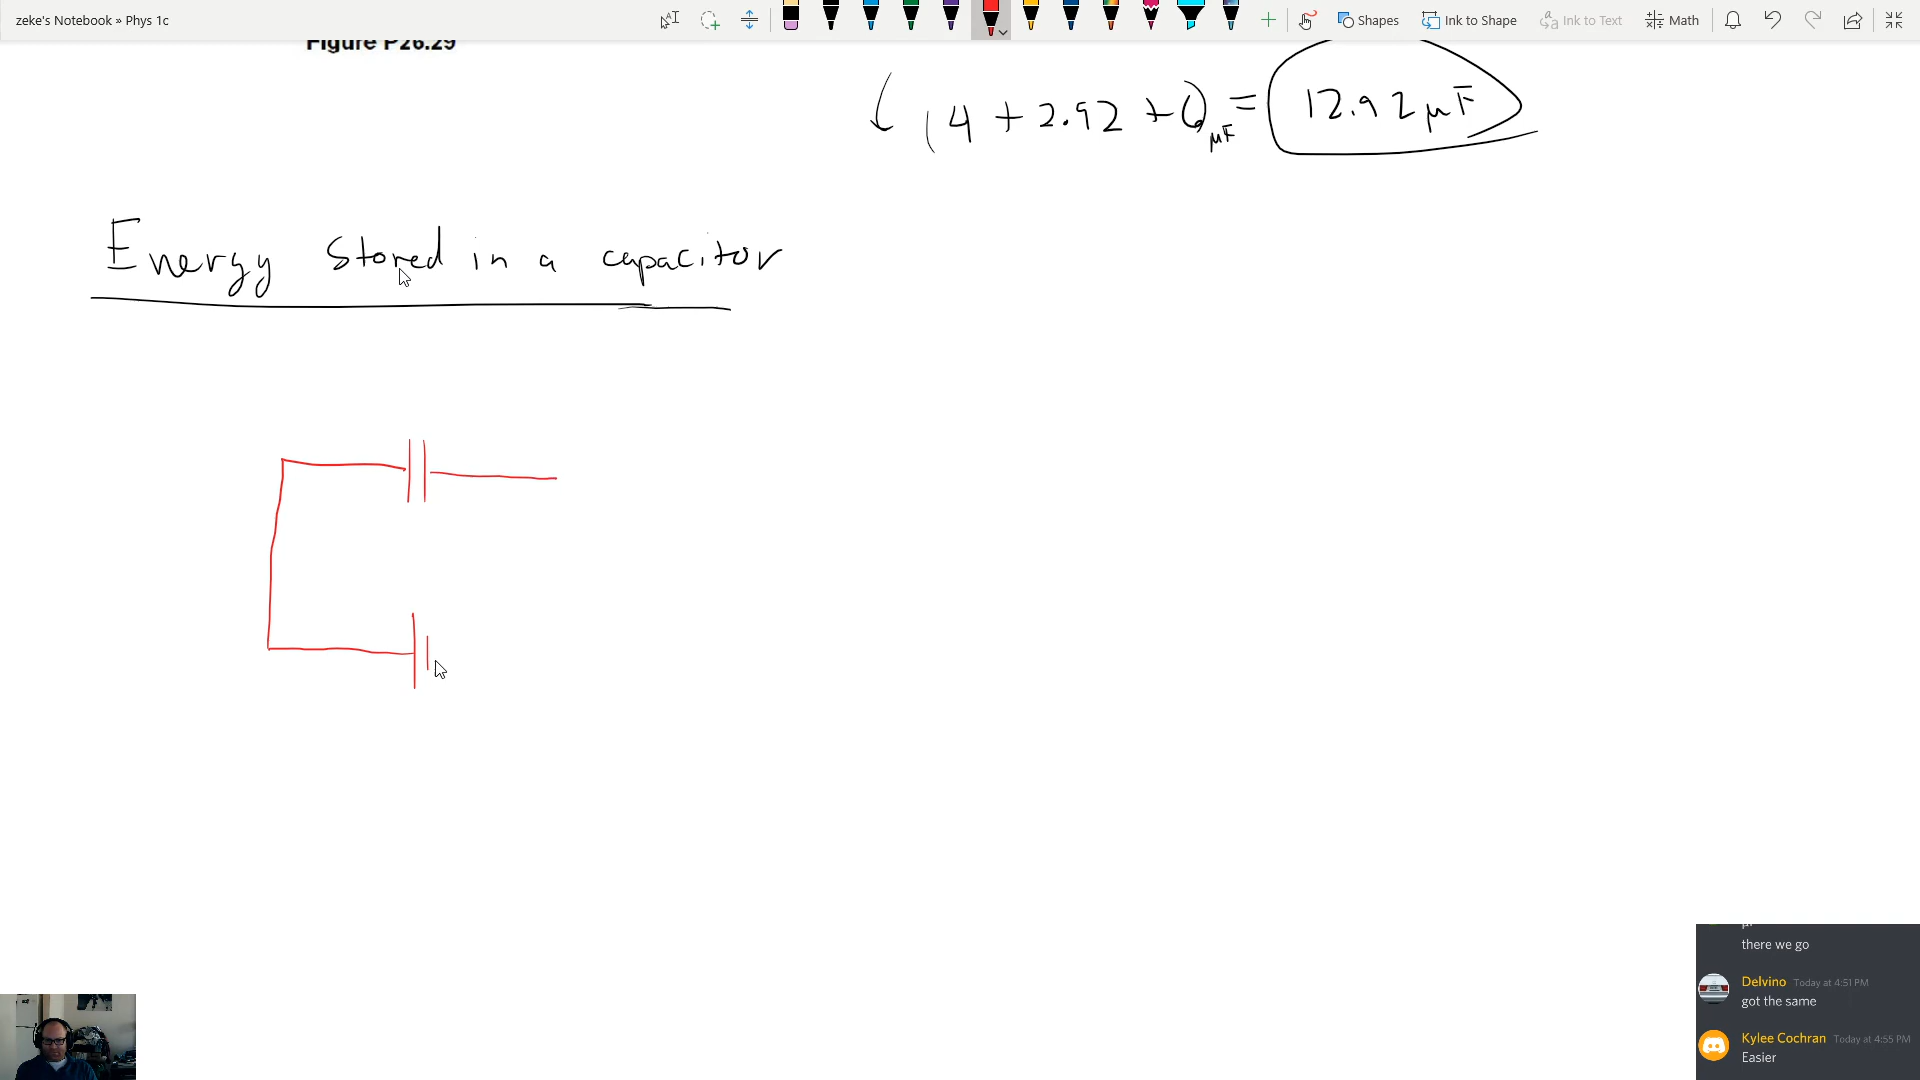 zeke's Notebook » Phys 1c
Shapes
Ink to Shape
Ink to Text
Math
Figure P26.29
(4 + 2.92 + 6)μF = 12.92 μF
Energy stored in a capacitor
there we go
Delvino Today at 4:51 PM
got the same
Kylee Cochran Today at 4:55 PM
Easier